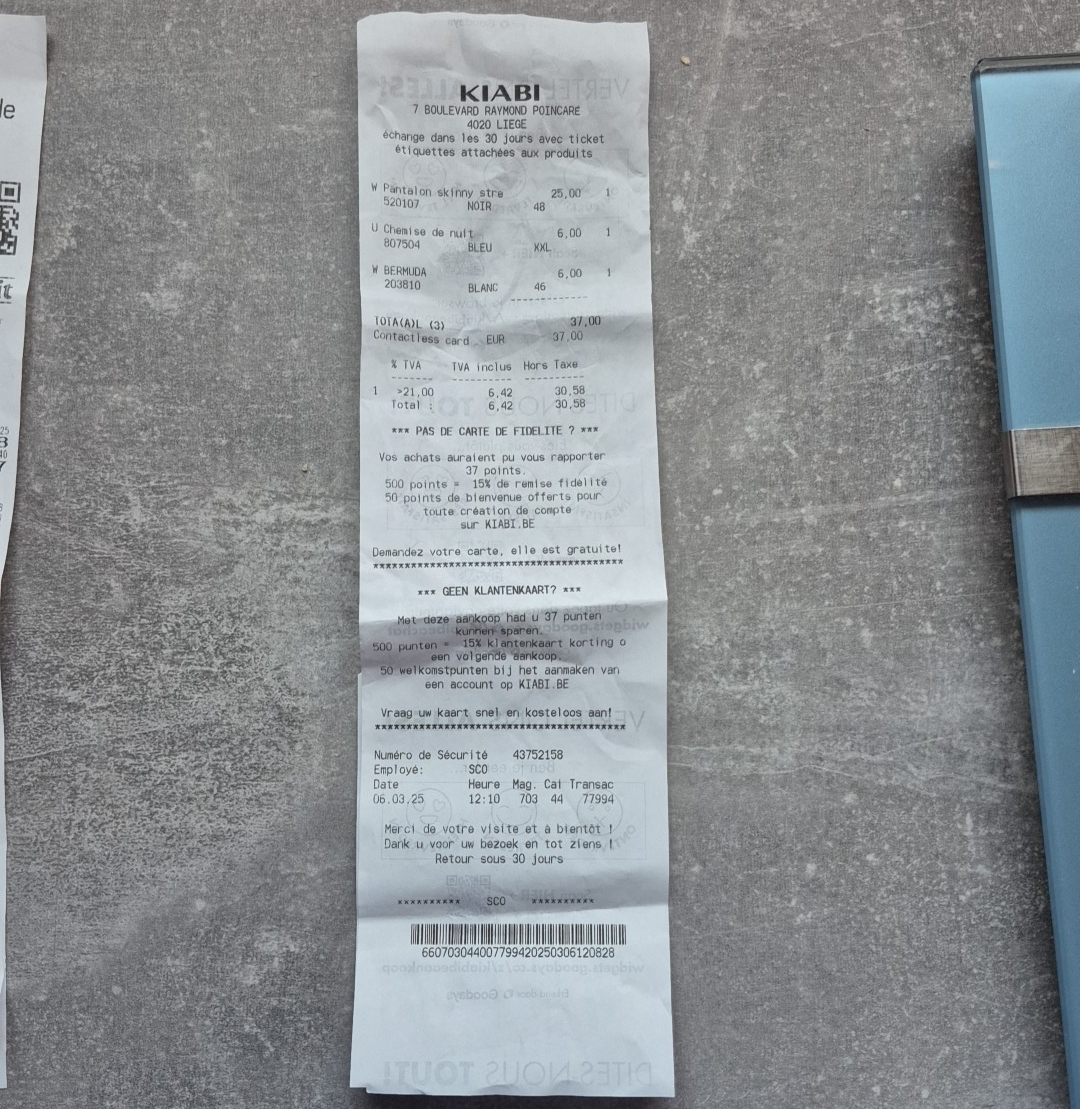 KIABI
7 BOULEVARD RAYMOND POINCARE
4020 LIEGE
échange dans les 30 jours avec ticket
étiquettes attachées aux produits
W Pantalon skinny stre 25,00 1
520107 NOIR 48
U Chemise de nuit 6,00 1
807504 BLEU XXL
W BERMUDA 6,00 1
203810 BLANC 46
------------
TOTA(A)L (3) 37,00
Contactless card EUR 37,00
% TVA TVA inclus Hors Taxe
1 >21,00 6,42 30,58
Total : 6,42 30,58
*** PAS DE CARTE DE FIDELITE ? ***
Vos achats auraient pu vous rapporter
37 points.
500 points = 15% de remise fidélité
50 points de bienvenue offerts pour
toute création de compte
sur KIABI.BE
Demandez votre carte, elle est gratuite!
****************************************
*** GEEN KLANTENKAART? ***
Met deze aankoop had u 37 punten
kunnen sparen.
500 punten = 15% klantenkaart korting o
een volgende aankoop.
50 welkomstpunten bij het aanmaken van
een account op KIABI.BE
Vraag uw kaart snel en kosteloos aan!
****************************************
Numéro de Sécurité 43752158
Employé: SCO
Date Heure Mag. Cai Transac
06.03.25 12:10 703 44 77994
Merci de votre visite et à bientôt !
Dank u voor uw bezoek en tot ziens !
Retour sous 30 jours
********** SCO **********
660703044007799420250306120828